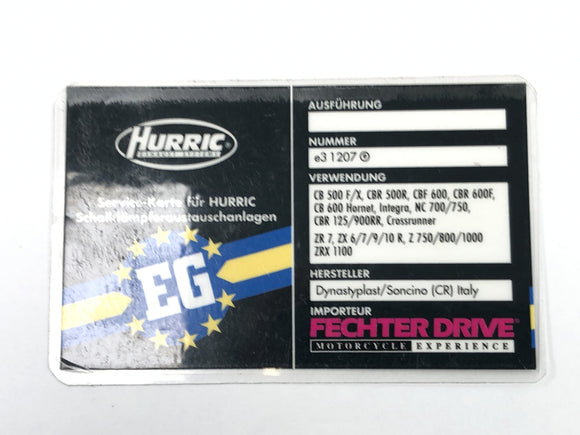 HURRIC®
EXHAUST SYSTEMS
Service-Karte für HURRIC
Schalldämpferaustauschanlagen
EG
AUSFÜHRUNG
NUMMER
e3 1207
VERWENDUNG
CB 500 F/X, CBR 500R, CBF 600, CBR 600F,
CB 600 Hornet, Integra, NC 700/750,
CBR 125/900RR, Crossrunner
ZR 7, ZX 6/7/9/10 R, Z 750/800/1000
ZRX 1100
HERSTELLER
Dynastyplast/Soncino (CR) Italy
IMPORTEUR
FECHTER DRIVE®
MOTORCYCLE EXPERIENCE